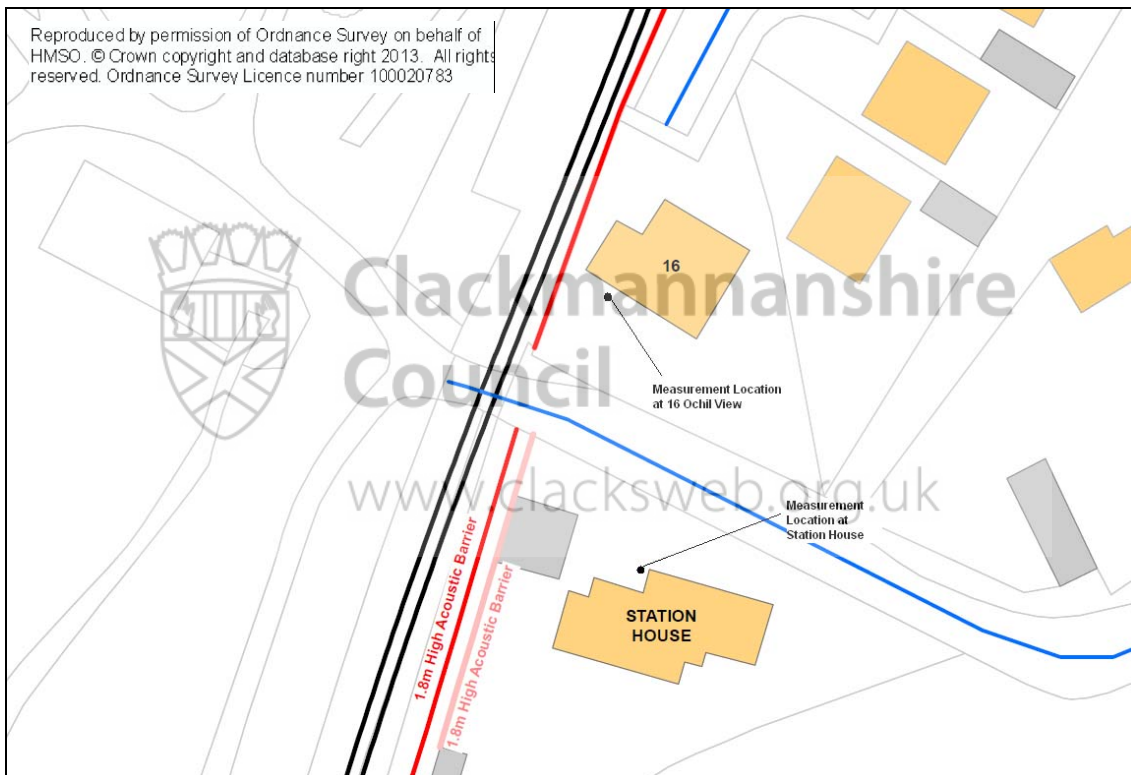 Reproduced by permission of Ordnance Survey on behalf of
HMSO. © Crown copyright and database right 2013. All rights
reserved. Ordnance Survey Licence number 100020783
16
Clackmannanshire
Council
Measurement Location
at 16 Ochil View
www.clacksweb.org.uk
Measurement
Location at
Station House
1.8m High Acoustic Barrier
1.8m High Acoustic Barrier
STATION
HOUSE